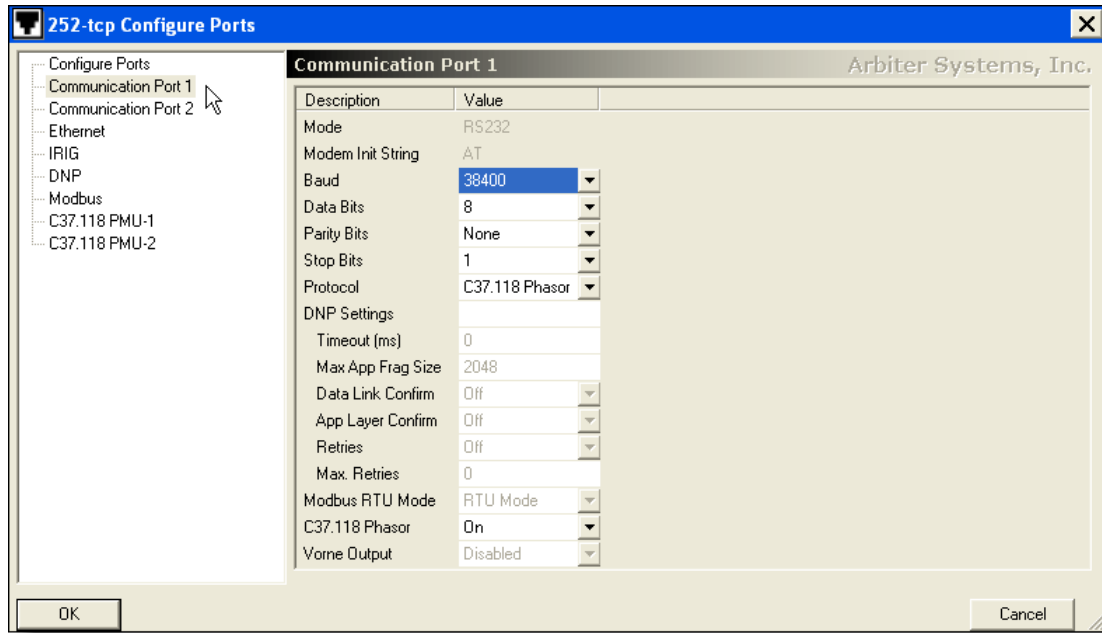 252-tcp Configure Ports
Configure Ports
Communication Port 1
Communication Port 2
Ethernet
IRIG
DNP
Modbus
C37.118 PMU-1
C37.118 PMU-2
Communication Port 1 Arbiter Systems, Inc.
Description Value
Mode RS232
Modem Init String AT
Baud 38400
Data Bits 8
Parity Bits None
Stop Bits 1
Protocol C37.118 Phasor
DNP Settings
Timeout (ms) 0
Max App Frag Size 2048
Data Link Confirm Off
App Layer Confirm Off
Retries Off
Max. Retries 0
Modbus RTU Mode RTU Mode
C37.118 Phasor On
Vorne Output Disabled
OK Cancel